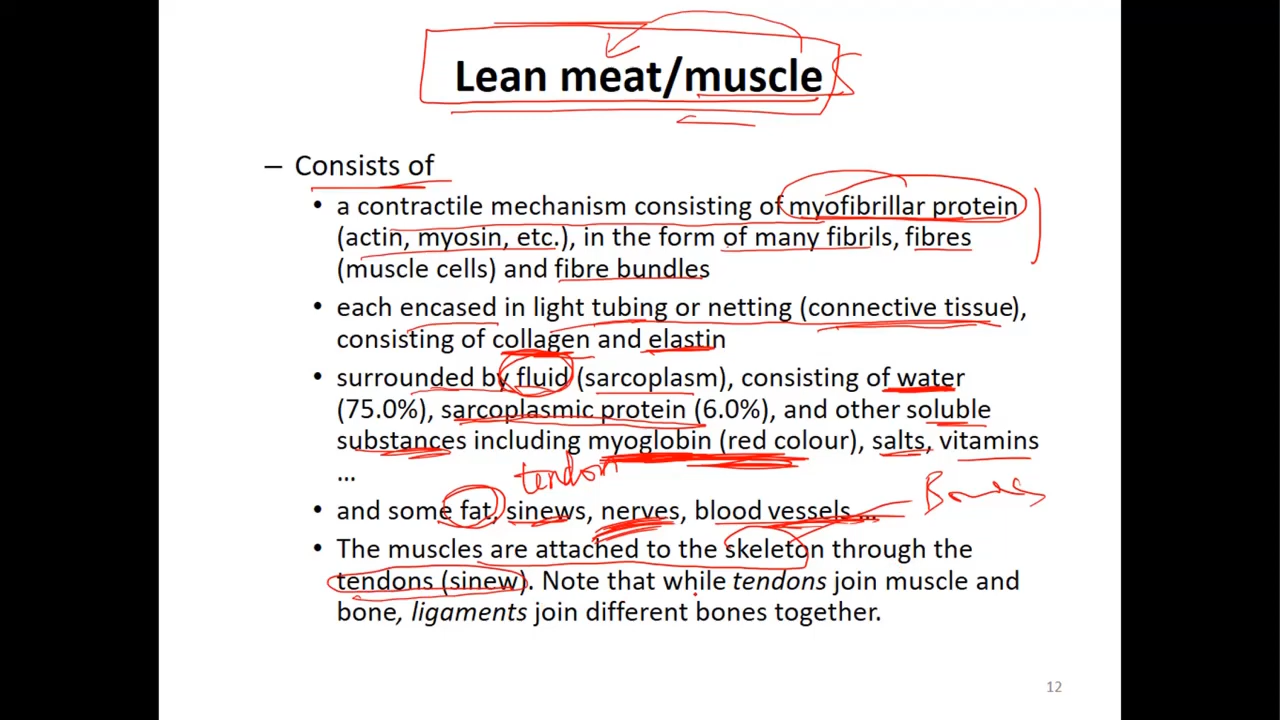 Lean meat/muscle
– Consists of
• a contractile mechanism consisting of myofibrillar protein
(actin, myosin, etc.), in the form of many fibrils, fibres
(muscle cells) and fibre bundles
• each encased in light tubing or netting (connective tissue),
consisting of collagen and elastin
• surrounded by fluid (sarcoplasm), consisting of water
(75.0%), sarcoplasmic protein (6.0%), and other soluble
substances including myoglobin (red colour), salts, vitamins
...
tendon
Bones
• and some fat, sinews, nerves, blood vessels ...
• The muscles are attached to the skeleton through the
tendons (sinew). Note that while tendons join muscle and
bone, ligaments join different bones together.
12